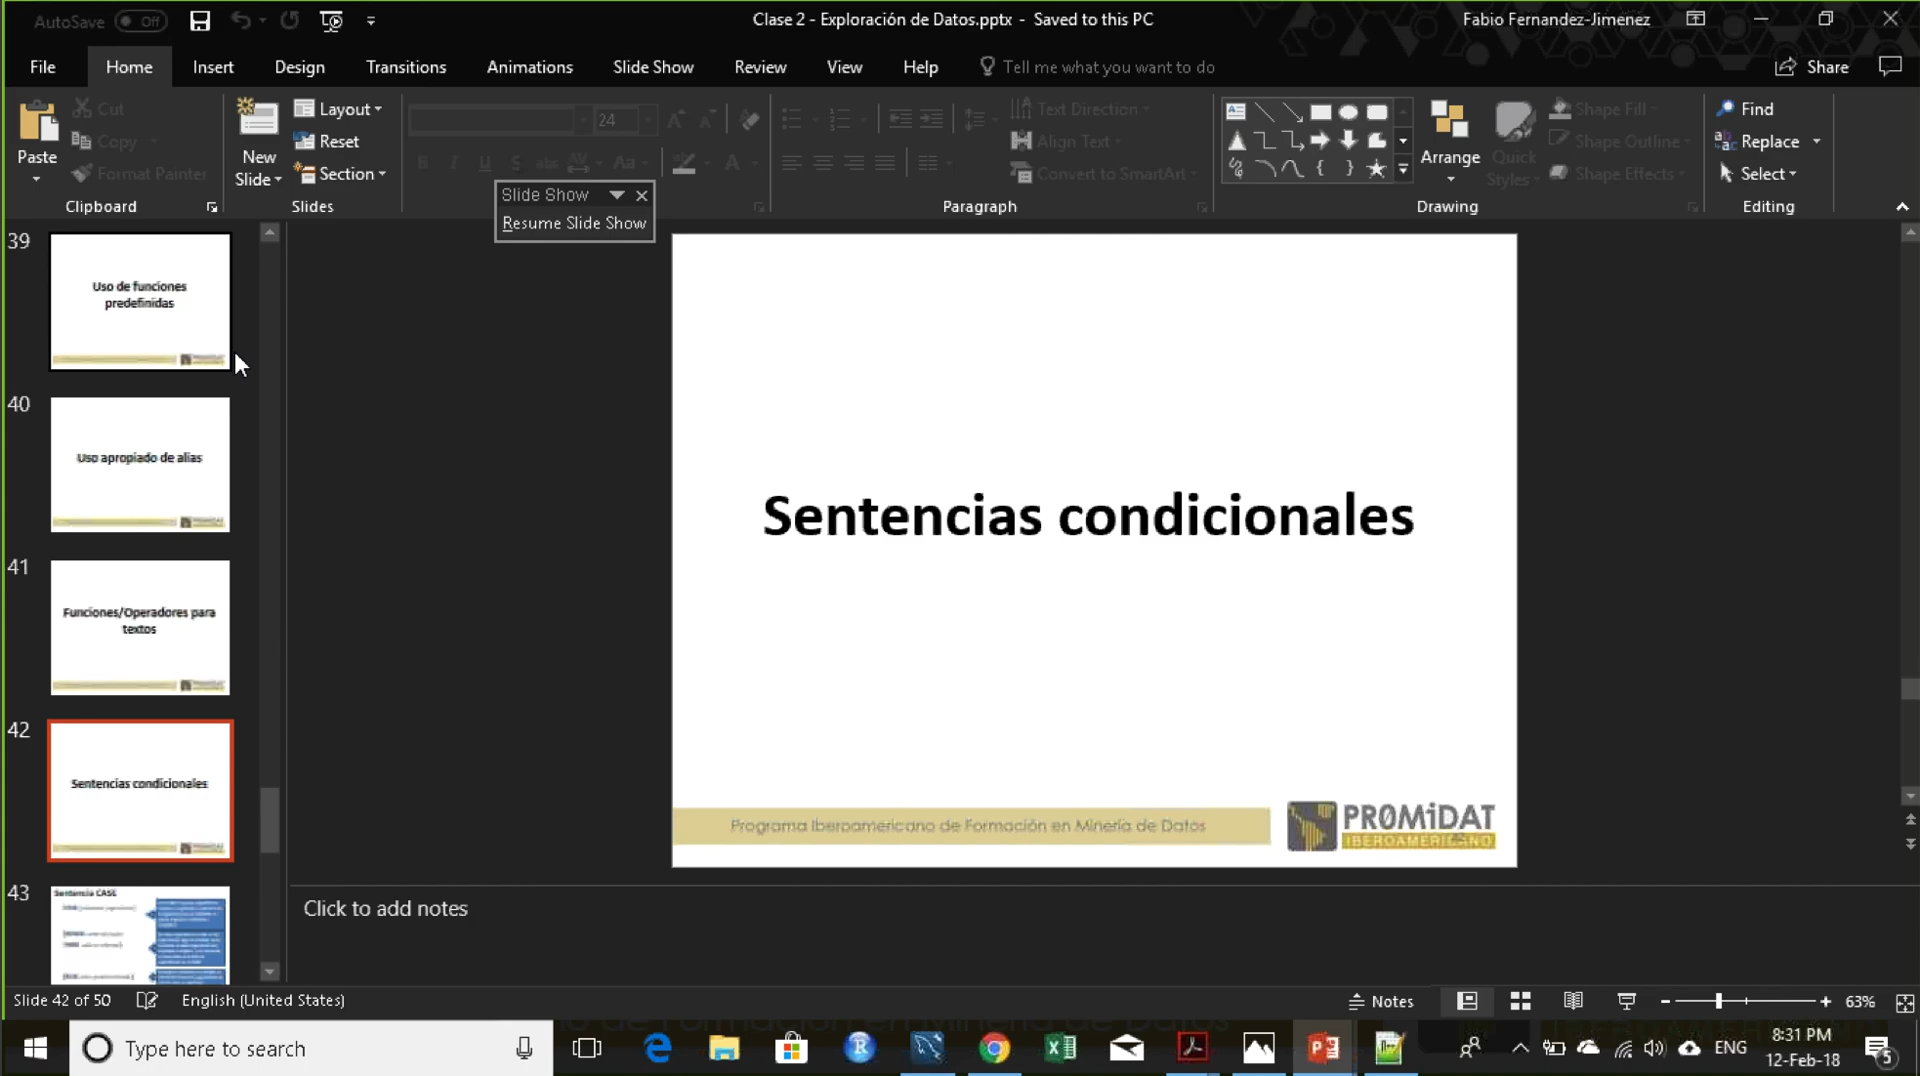 AutoSave Off
Clase 2 - Exploración de Datos.pptx - Saved to this PC
Fabio Fernandez-Jimenez
File Home Insert Design Transitions Animations Slide Show Review View Help Tell me what you want to do
Share
Paste
Cut
Copy
Format Painter
Clipboard
New Slide
Layout
Reset
Section
Slides
24
Text Direction
Align Text
Convert to SmartArt
Paragraph
Arrange
Quick Styles
Shape Fill
Shape Outline
Shape Effects
Drawing
Find
Replace
Select
Editing
Slide Show
Resume Slide Show
39
Uso de funciones
predefinidas
40
Uso apropiado de alias
41
Funciones/Operadores para
textos
42
Sentencias condicionales
43
Sentencia CASE
Sentencias condicionales
Programa Iberoamericano de Formación en Minería de Datos
PR0MiDAT
IBEROAMERICANO
Click to add notes
Slide 42 of 50 English (United States) Notes 63%
Type here to search
ENG
8:31 PM
12-Feb-18
5